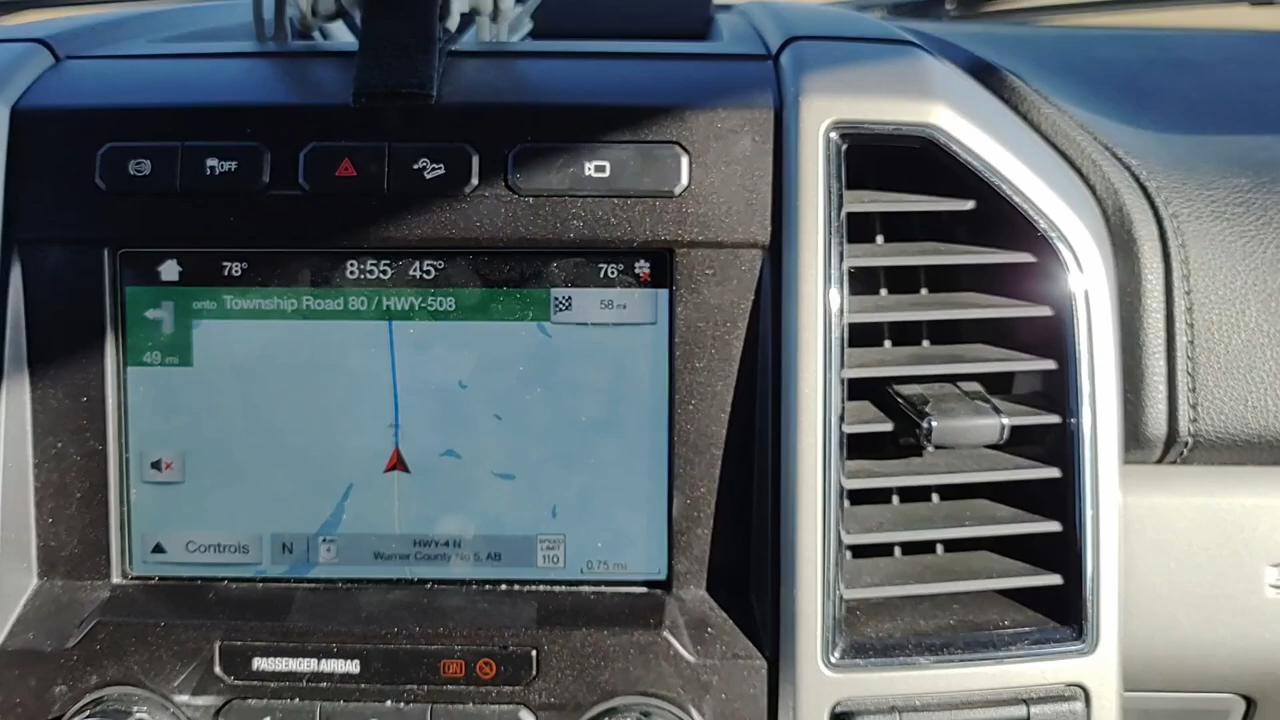 OFF
78° 8:55 45° 76°
onto Township Road 80 / HWY-508
58 mi
49 mi
Controls
N
4
HWY-4 N
Warner County No 5, AB
SPEED LIMIT
110
0.75 mi
PASSENGER AIRBAG ON